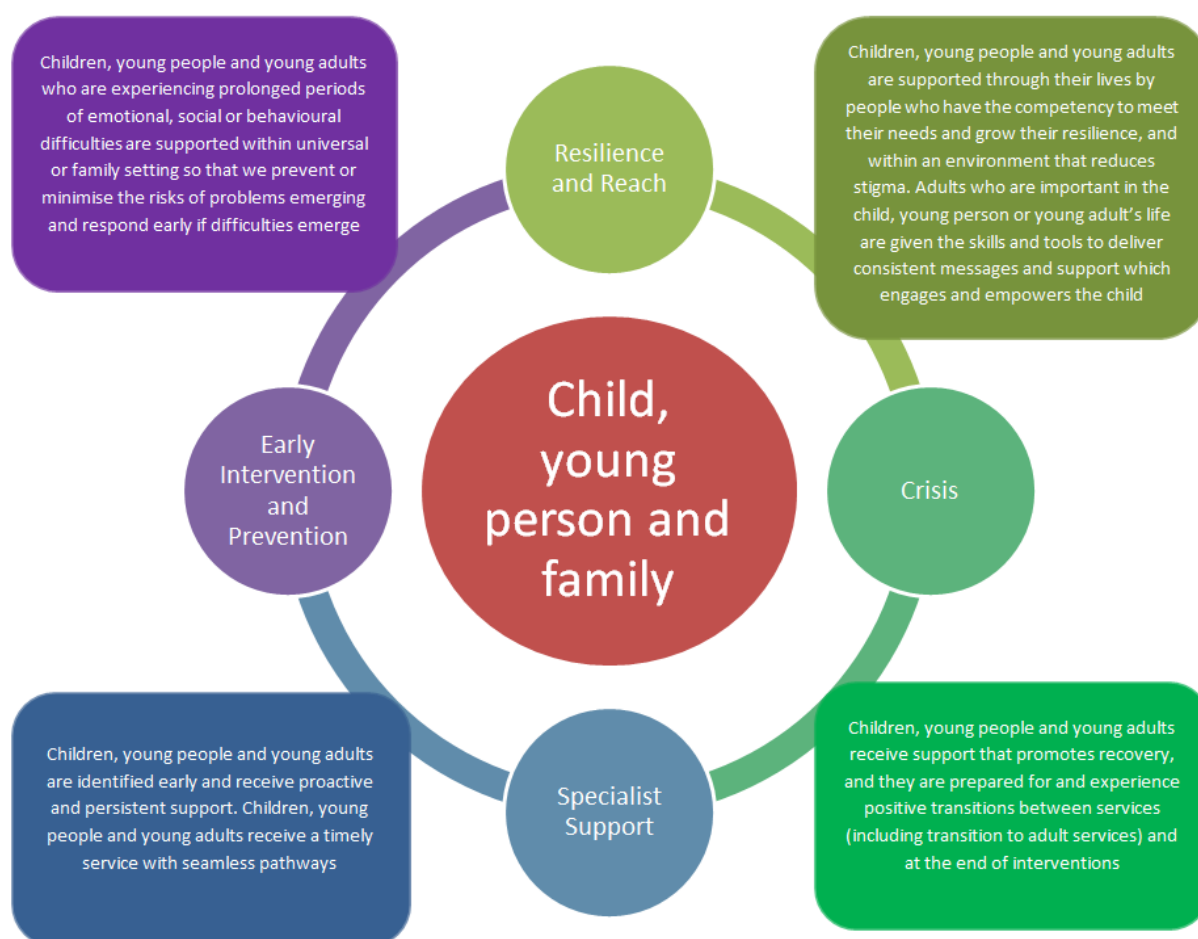 Children, young people and young adults
who are experiencing prolonged periods
of emotional, social or behavioural
difficulties are supported within universal
or family setting so that we prevent or
minimise the risks of problems emerging
and respond early if difficulties emerge
Resilience
and Reach
Children, young people and young adults
are supported through their lives by
people who have the competency to meet
their needs and grow their resilience, and
within an environment that reduces
stigma. Adults who are important in the
child, young person or young adult's life
are given the skills and tools to deliver
consistent messages and support which
engages and empowers the child
Early
Intervention
and
Prevention
Child,
young
person and
family
Crisis
Children, young people and young adults
are identified early and receive proactive
and persistent support. Children, young
people and young adults receive a timely
service with seamless pathways
Specialist
Support
Children, young people and young adults
receive support that promotes recovery,
and they are prepared for and experience
positive transitions between services
(including transition to adult services) and
at the end of interventions